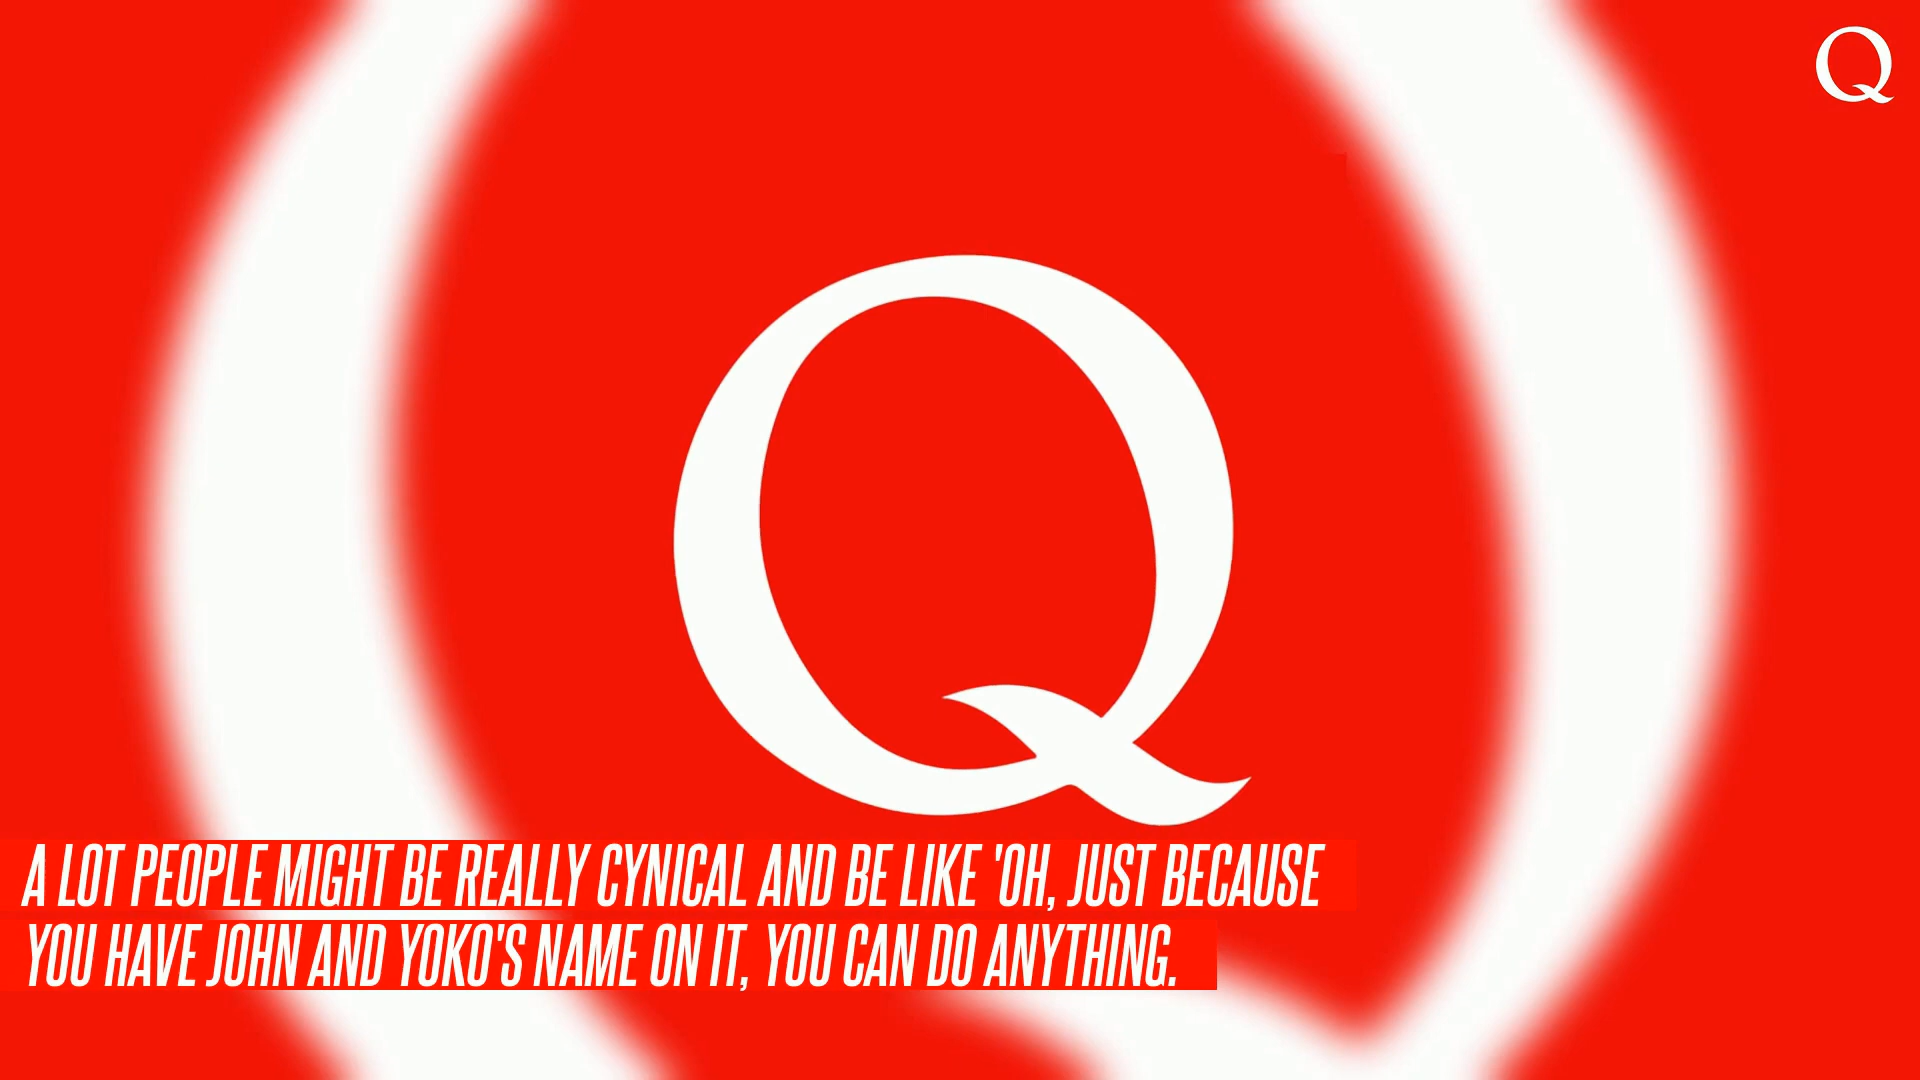 Q
Q
A LOT PEOPLE MIGHT BE REALLY CYNICAL AND BE LIKE 'OH, JUST BECAUSE
YOU HAVE JOHN AND YOKO'S NAME ON IT, YOU CAN DO ANYTHING.